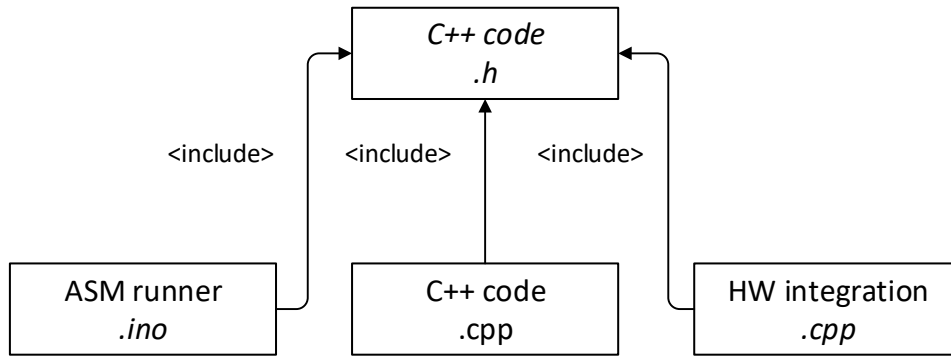 C++ code
.h
<include> <include> <include>
ASM runner
.ino
C++ code
.cpp
HW integration
.cpp